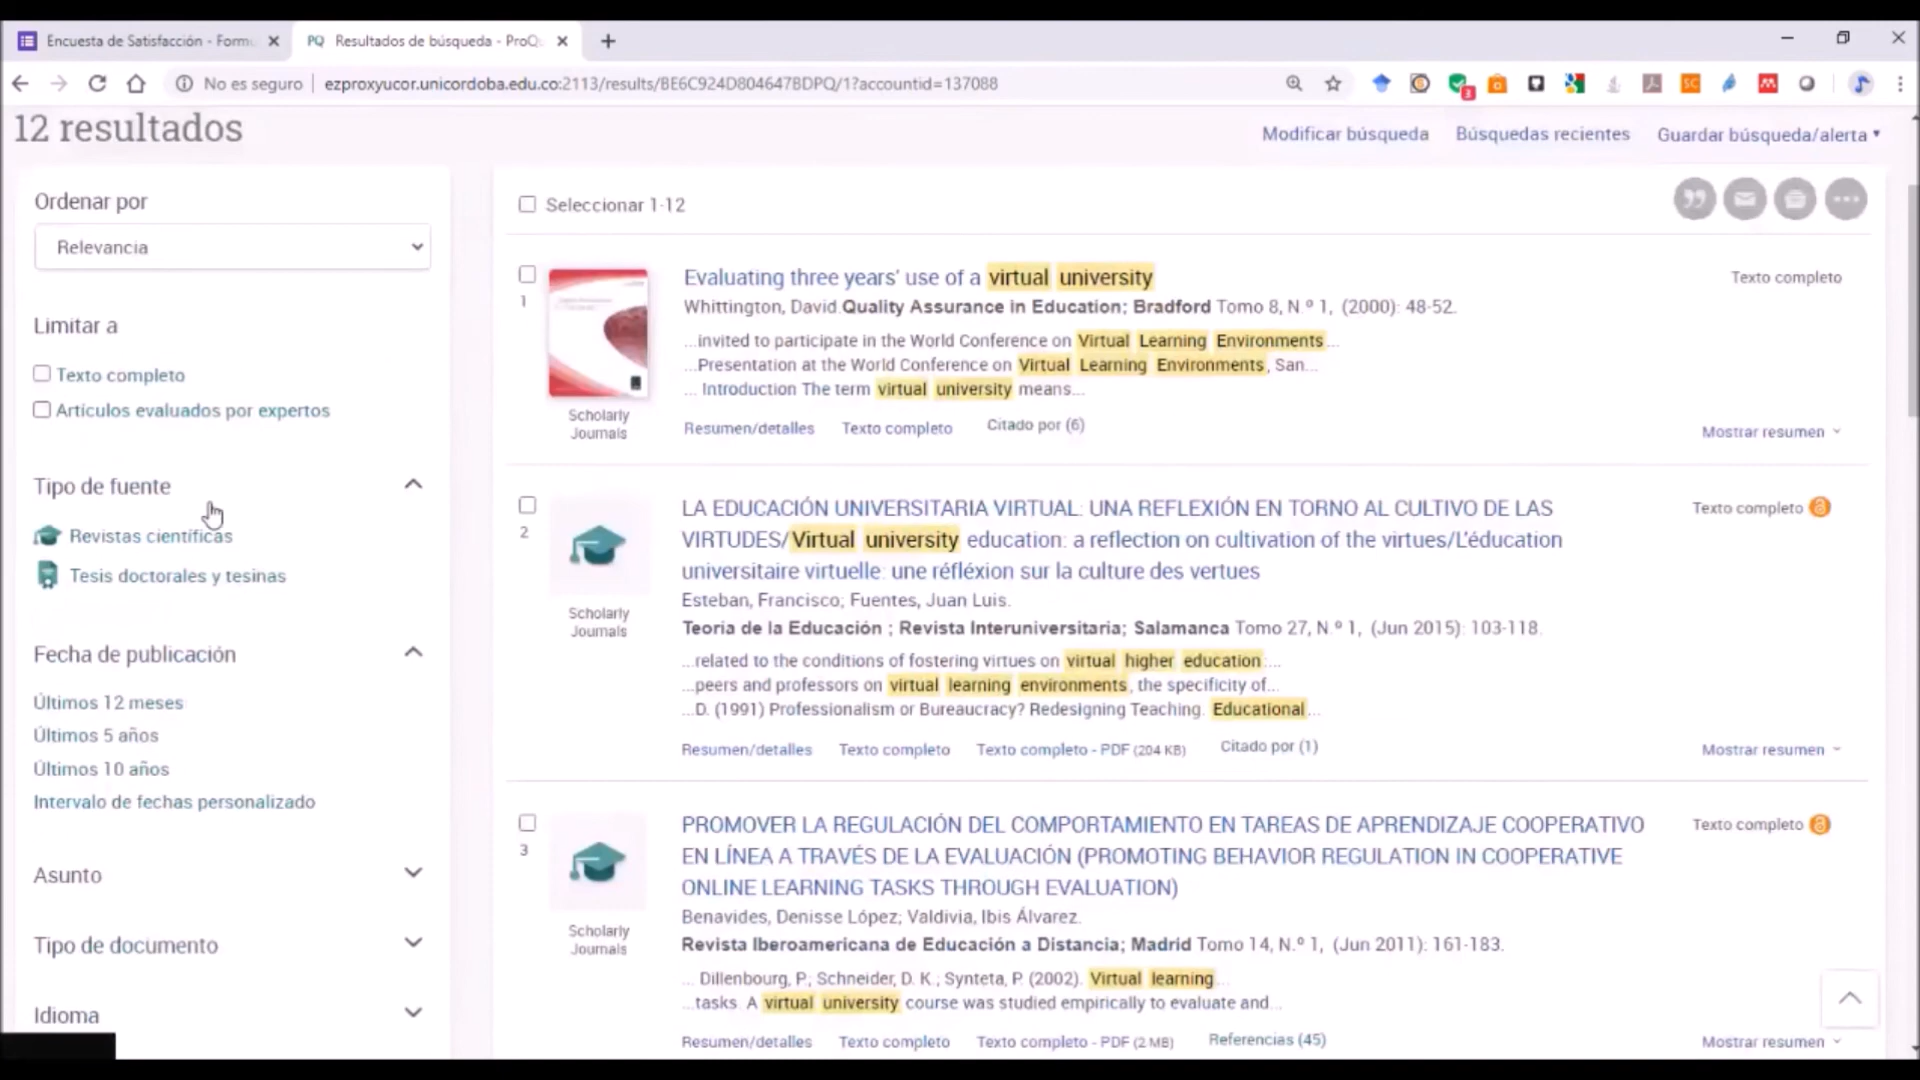 Encuesta de Satisfacción - Formu
PQ Resultados de búsqueda - ProQu
No es seguro
ezproxyucor.unicordoba.edu.co:2113/results/BE6C924D804647BDPQ/1?accountid=137088
12 resultados
Modificar búsqueda
Búsquedas recientes
Guardar búsqueda/alerta
Ordenar por
Relevancia
Limitar a
Texto completo
Artículos evaluados por expertos
Tipo de fuente
Revistas científicas
Tesis doctorales y tesinas
Fecha de publicación
Últimos 12 meses
Últimos 5 años
Últimos 10 años
Intervalo de fechas personalizado
Asunto
Tipo de documento
Idioma
Seleccionar 1-12
1
Scholarly
Journals
Evaluating three years' use of a virtual university
Texto completo
Whittington, David.Quality Assurance in Education; Bradford Tomo 8, N.º 1, (2000): 48-52.
...invited to participate in the World Conference on Virtual Learning Environments...
...Presentation at the World Conference on Virtual Learning Environments, San...
... Introduction The term virtual university means...
Resumen/detalles Texto completo Citado por (6)
Mostrar resumen
2
Scholarly
Journals
LA EDUCACIÓN UNIVERSITARIA VIRTUAL: UNA REFLEXIÓN EN TORNO AL CULTIVO DE LAS
Texto completo
VIRTUDES/Virtual university education: a reflection on cultivation of the virtues/L'éducation
universitaire virtuelle: une réfléxion sur la culture des vertues
Esteban, Francisco; Fuentes, Juan Luis.
Teoria de la Educación ; Revista Interuniversitaria; Salamanca Tomo 27, N.º 1, (Jun 2015): 103-118.
...related to the conditions of fostering virtues on virtual higher education:...
...peers and professors on virtual learning environments, the specificity of...
...D. (1991) Professionalism or Bureaucracy? Redesigning Teaching. Educational...
Resumen/detalles Texto completo Texto completo - PDF (204 KB) Citado por (1)
Mostrar resumen
3
Scholarly
Journals
PROMOVER LA REGULACIÓN DEL COMPORTAMIENTO EN TAREAS DE APRENDIZAJE COOPERATIVO
Texto completo
EN LÍNEA A TRAVÉS DE LA EVALUACIÓN (PROMOTING BEHAVIOR REGULATION IN COOPERATIVE
ONLINE LEARNING TASKS THROUGH EVALUATION)
Benavides, Denisse López; Valdivia, Ibis Álvarez.
Revista Iberoamericana de Educación a Distancia; Madrid Tomo 14, N.º 1, (Jun 2011): 161-183.
... Dillenbourg, P.; Schneider, D. K.; Synteta, P. (2002). Virtual learning...
...tasks. A virtual university course was studied empirically to evaluate and...
Resumen/detalles Texto completo Texto completo - PDF (2 MB) Referencias (45)
Mostrar resumen